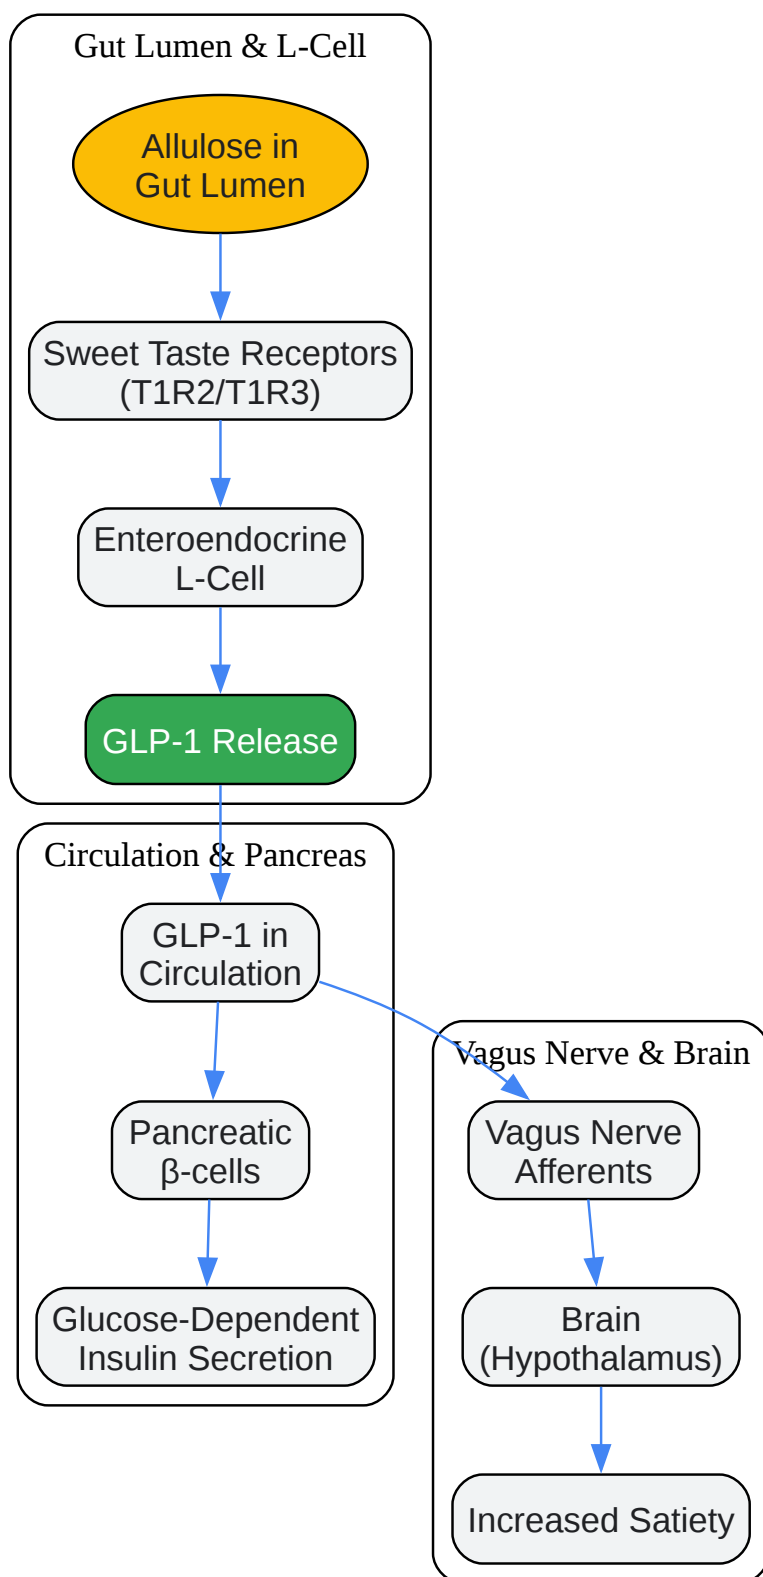 Gut Lumen & L-Cell
Allulose in
Gut Lumen
Sweet Taste Receptors
(T1R2/T1R3)
Enteroendocrine
L-Cell
GLP-1 Release
Circulation & Pancreas
GLP-1 in
Circulation
Pancreatic
β-cells
Glucose-Dependent
Insulin Secretion
Vagus Nerve & Brain
Vagus Nerve
Afferents
Brain
(Hypothalamus)
Increased Satiety